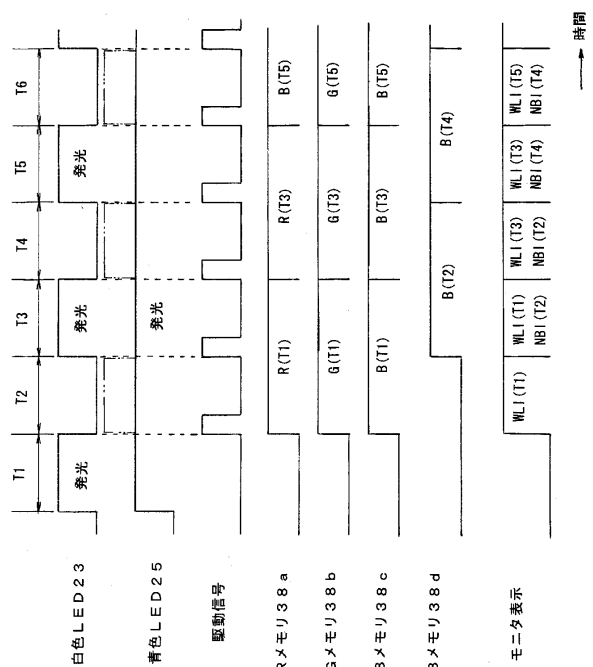 T1 T2 T3 T4 T5 T6
白色LED23 発光 発光 発光
青色LED25 発光
駆動信号
Rメモリ38a R(T1) R(T3) B(T5)
Gメモリ38b G(T1) G(T3) G(T5)
Bメモリ38c B(T1) B(T3) B(T5)
Bメモリ38d B(T2) B(T4)
モニタ表示 WLI(T1) WLI(T1) WLI(T3) WLI(T3) WLI(T5)
NBI(T2) NBI(T2) NBI(T4) NBI(T4)
時間